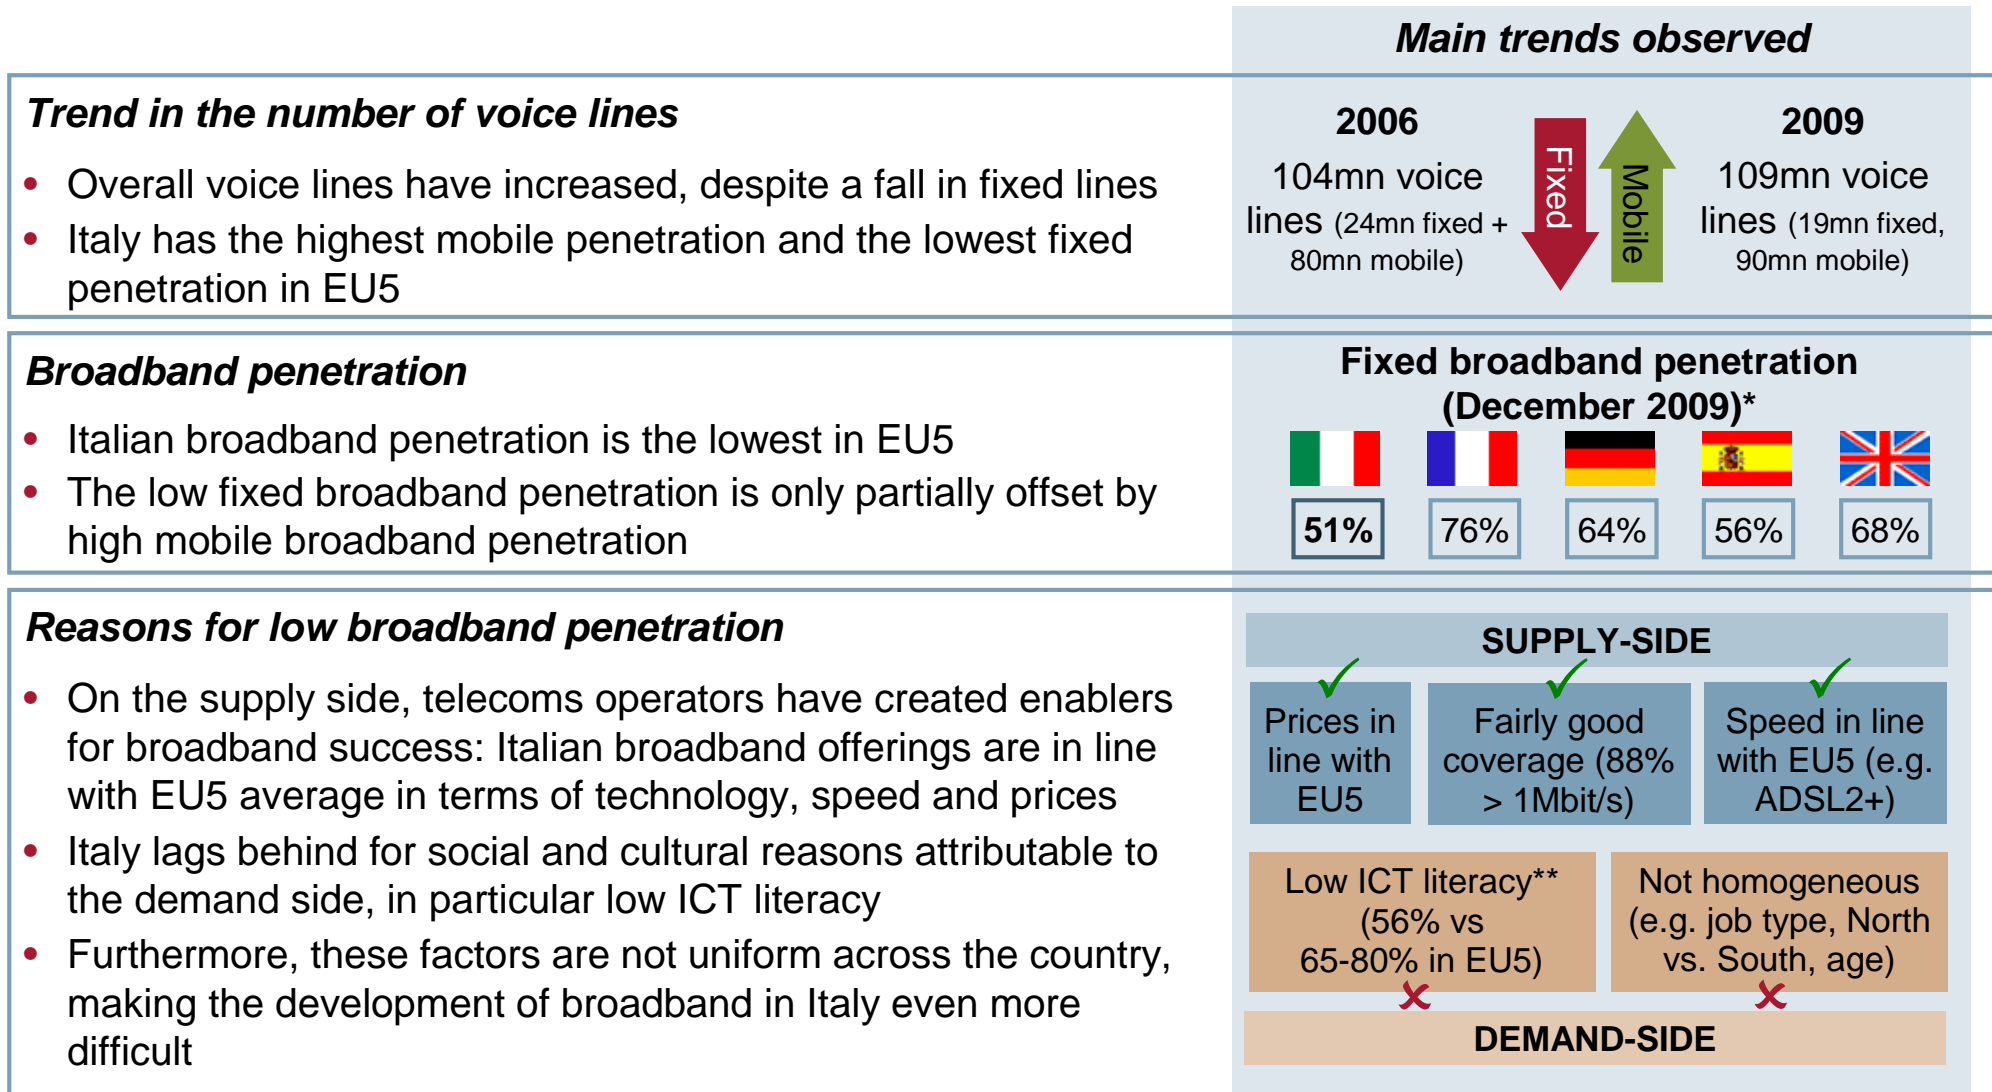 Main trends observed
Trend in the number of voice lines
• Overall voice lines have increased, despite a fall in fixed lines
• Italy has the highest mobile penetration and the lowest fixed
penetration in EU5
2006
104mn voice
lines (24mn fixed +
80mn mobile)
Fixed
Mobile
2009
109mn voice
lines (19mn fixed,
90mn mobile)
Broadband penetration
• Italian broadband penetration is the lowest in EU5
• The low fixed broadband penetration is only partially offset by
high mobile broadband penetration
Fixed broadband penetration
(December 2009)*
51% 76% 64% 56% 68%
Reasons for low broadband penetration
• On the supply side, telecoms operators have created enablers
for broadband success: Italian broadband offerings are in line
with EU5 average in terms of technology, speed and prices
• Italy lags behind for social and cultural reasons attributable to
the demand side, in particular low ICT literacy
• Furthermore, these factors are not uniform across the country,
making the development of broadband in Italy even more
difficult
SUPPLY-SIDE
Prices in
line with
EU5
Fairly good
coverage (88%
> 1Mbit/s)
Speed in line
with EU5 (e.g.
ADSL2+)
Low ICT literacy**
(56% vs
65-80% in EU5)
Not homogeneous
(e.g. job type, North
vs. South, age)
DEMAND-SIDE